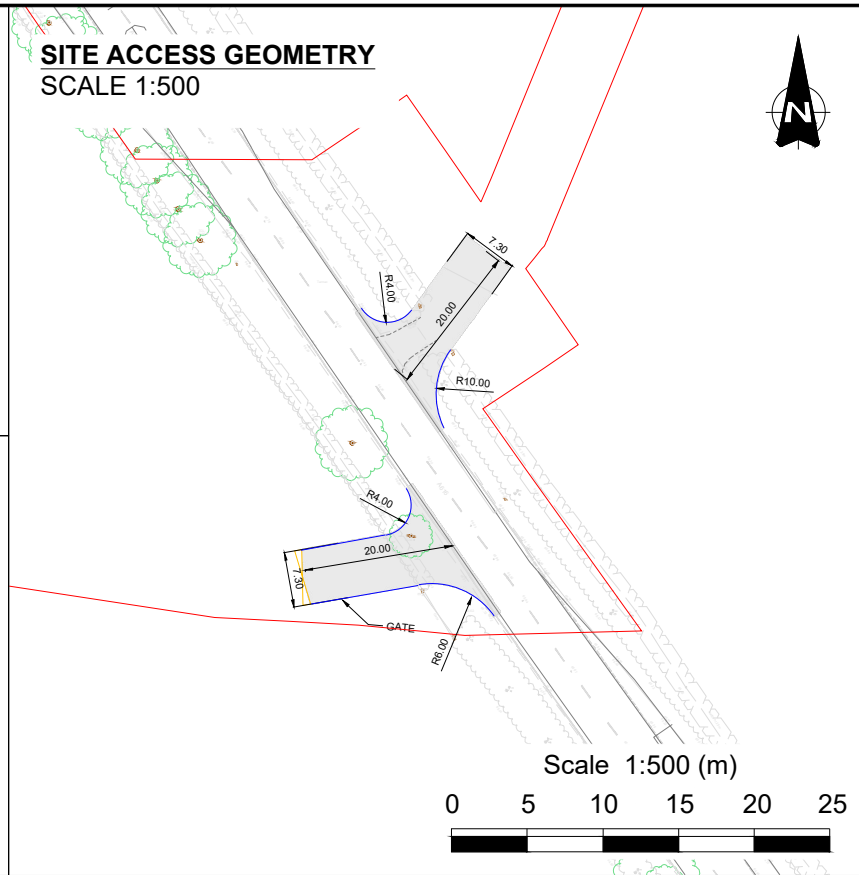 SITE ACCESS GEOMETRY
SCALE 1:500
N
7.30
R4.00
20.00
R10.00
R4.00
20.00
7.30
GATE
R6.00
Scale 1:500 (m)
0 5 10 15 20 25